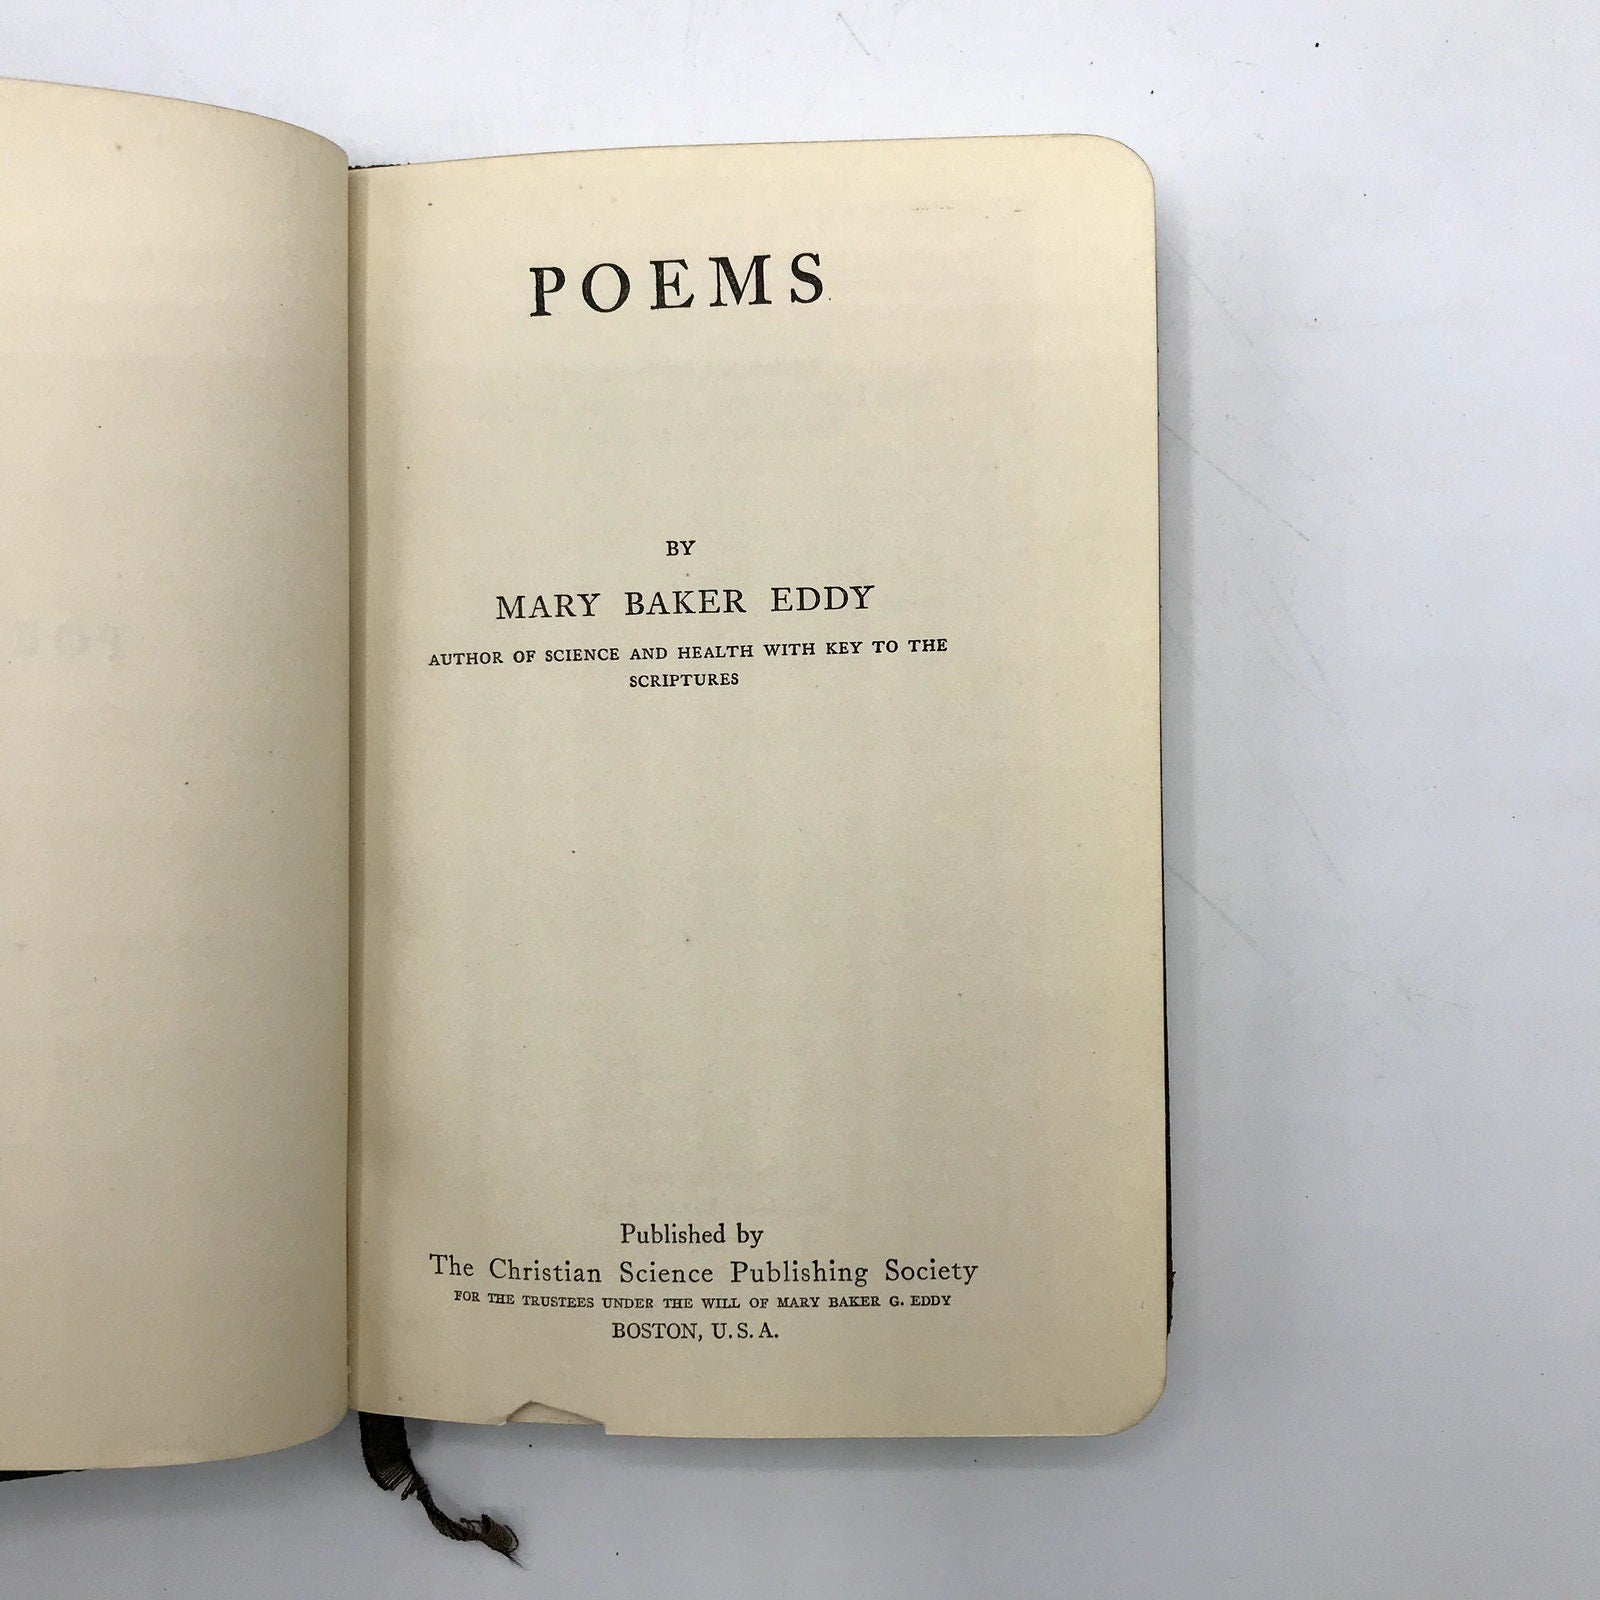 POEMS
BY
MARY BAKER EDDY
AUTHOR OF SCIENCE AND HEALTH WITH KEY TO THE
SCRIPTURES
Published by
The Christian Science Publishing Society
FOR THE TRUSTEES UNDER THE WILL OF MARY BAKER G. EDDY
BOSTON, U.S.A.